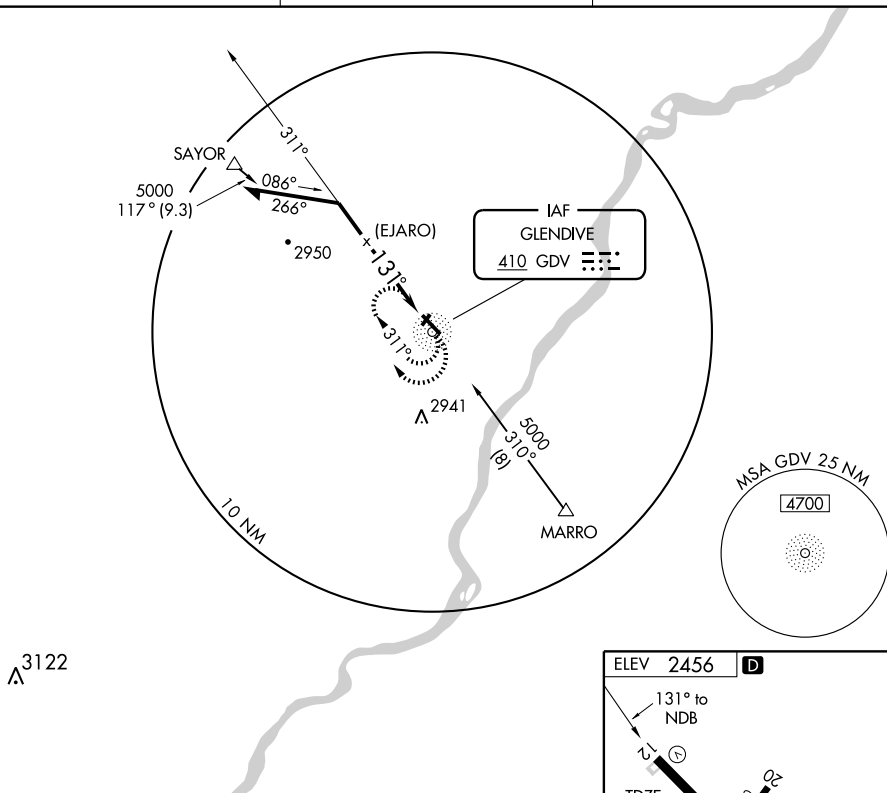 311°
SAYOR
086°
5000
117° (9.3)
266°
(EJARO)
2950
131°
IAF
GLENDIVE
410 GDV
311°
2941
5000
310°
(8)
MARRO
10 NM
MSA GDV 25 NM
4700
3122
ELEV 2456 D
131° to
NDB
12
V
20